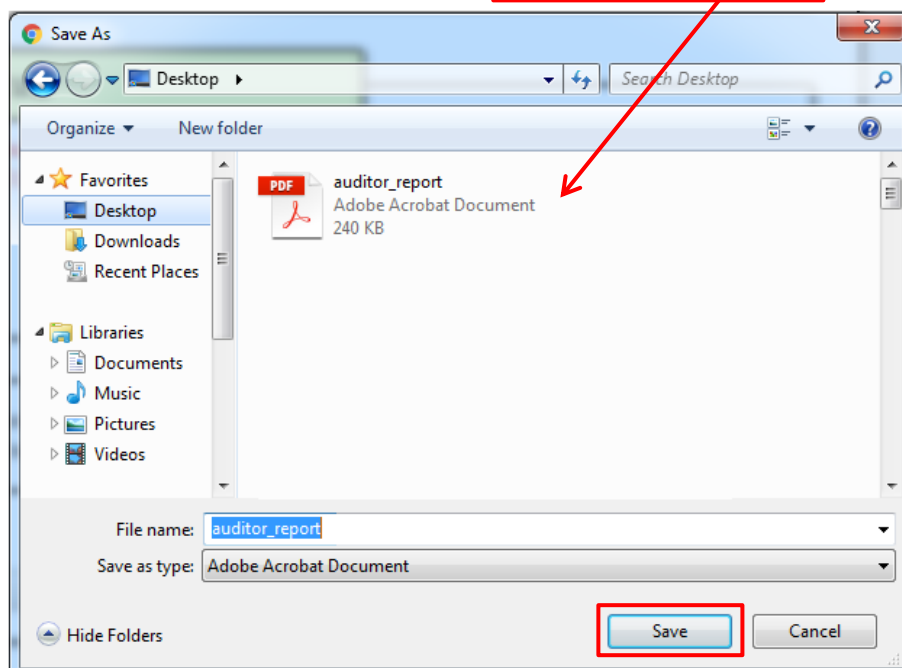 Save As
Desktop
Search Desktop
Organize
New folder
Favorites
Desktop
Downloads
Recent Places
Libraries
Documents
Music
Pictures
Videos
PDF
auditor_report
Adobe Acrobat Document
240 KB
File name: auditor_report
Save as type: Adobe Acrobat Document
Hide Folders
Save
Cancel